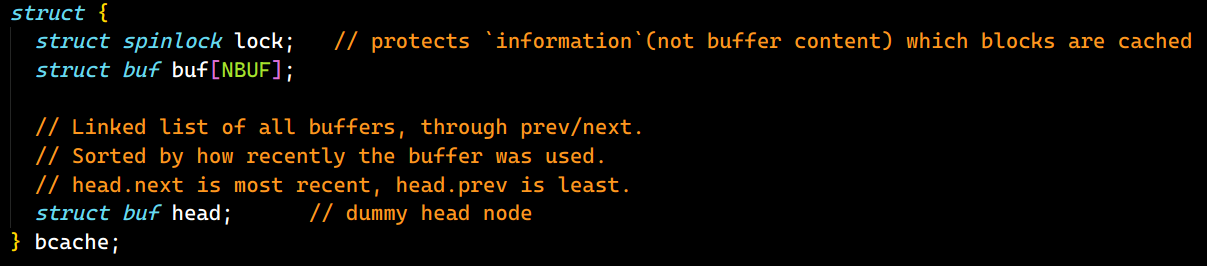 struct {
struct spinlock lock;   // protects `information`(not buffer content) which blocks are cached
struct buf buf[NBUF];
// Linked list of all buffers, through prev/next.
// Sorted by how recently the buffer was used.
// head.next is most recent, head.prev is least.
struct buf head;      // dummy head node
} bcache;